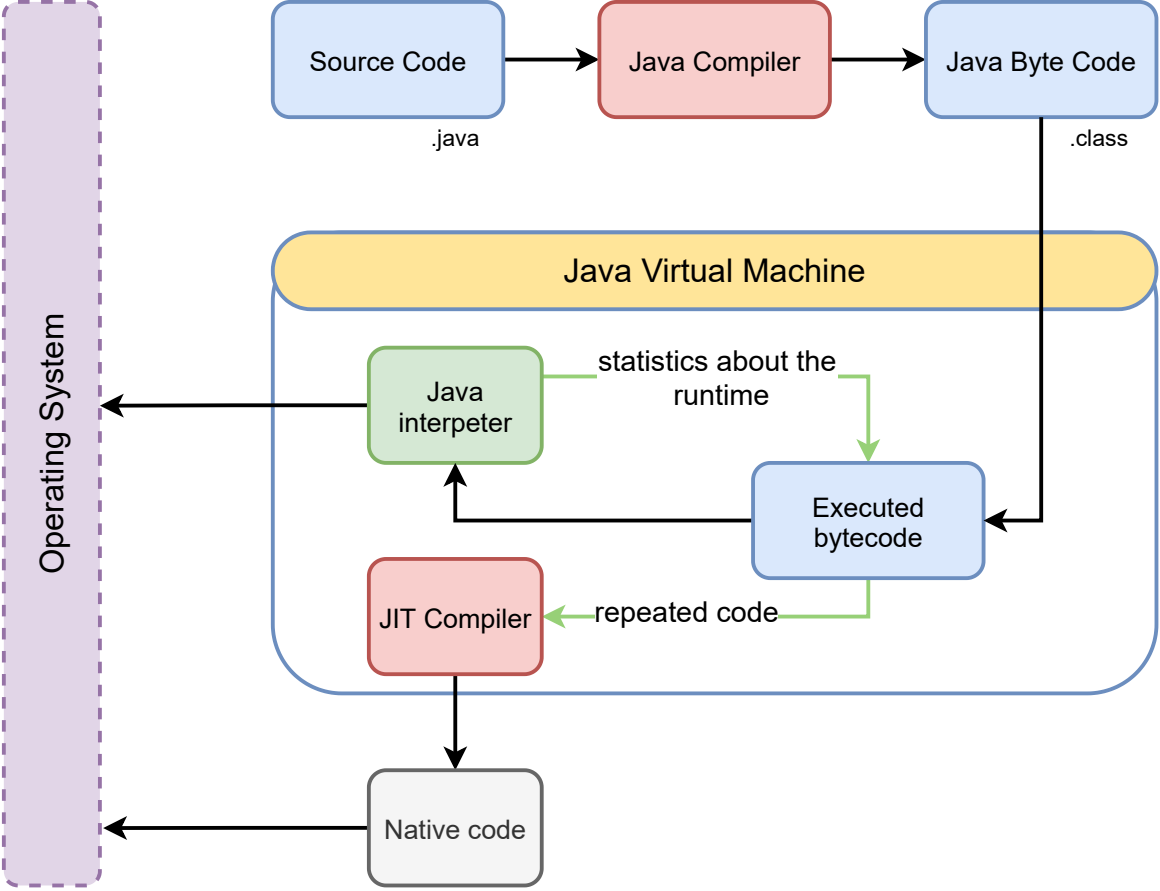 Source Code
Java Compiler
Java Byte Code
.java
.class
Java Virtual Machine
Operating System
Java
interpeter
statistics about the
runtime
Executed
bytecode
JIT Compiler
repeated code
Native code